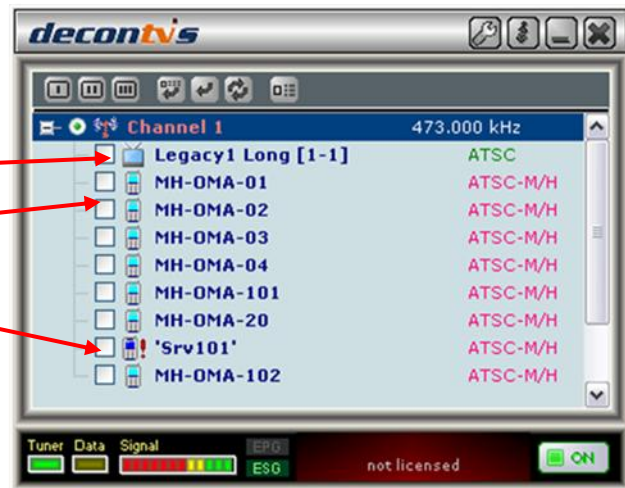 decontvis
Channel 1 473.000 kHz
Legacy1 Long [1-1] ATSC
MH-OMA-01 ATSC-M/H
MH-OMA-02 ATSC-M/H
MH-OMA-03 ATSC-M/H
MH-OMA-04 ATSC-M/H
MH-OMA-101 ATSC-M/H
MH-OMA-20 ATSC-M/H
! 'Srv101' ATSC-M/H
MH-OMA-102 ATSC-M/H
Tuner Data Signal EPG
ESG not licensed ON